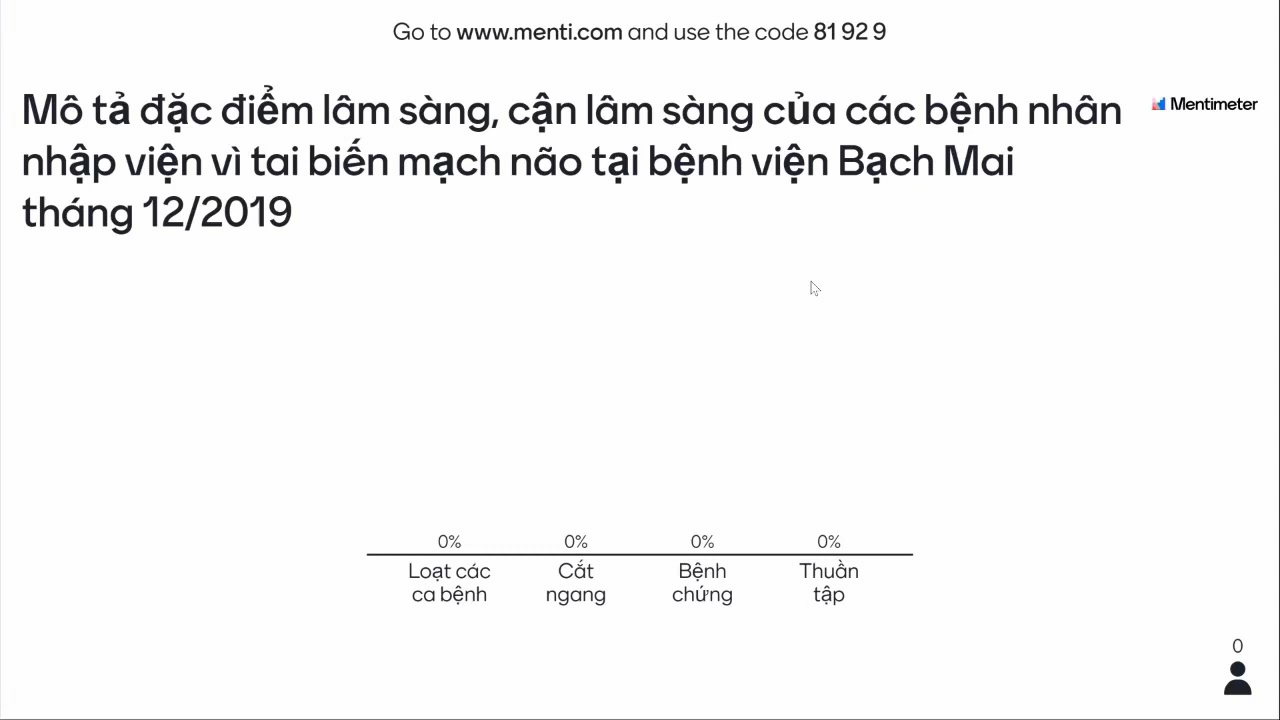 Go to www.menti.com and use the code 81 92 9
Mô tả đặc điểm lâm sàng, cận lâm sàng của các bệnh nhân
nhập viện vì tai biến mạch não tại bệnh viện Bạch Mai
tháng 12/2019
Mentimeter
0% 0% 0% 0%
Loạt các Cắt Bệnh Thuần
ca bệnh ngang chứng tập
0